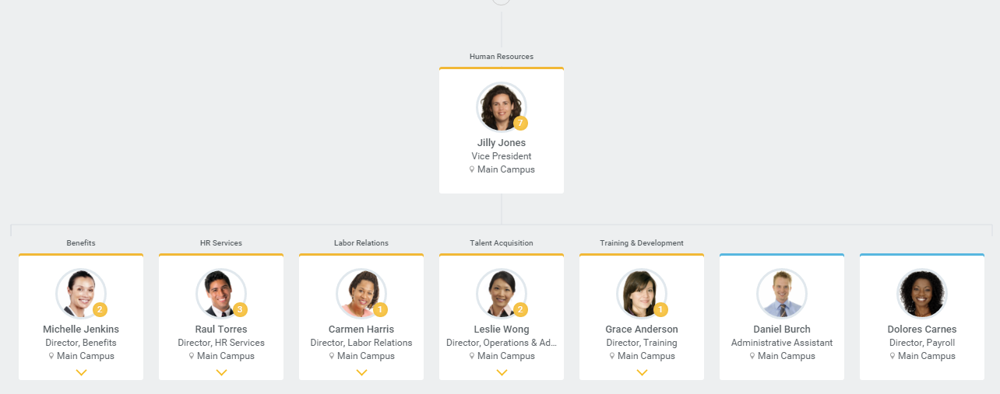 Human Resources
7
Jilly Jones
Vice President
Main Campus
Benefits
2
Michelle Jenkins
Director, Benefits
Main Campus
HR Services
3
Raul Torres
Director, HR Services
Main Campus
Labor Relations
1
Carmen Harris
Director, Labor Relations
Main Campus
Talent Acquisition
2
Leslie Wong
Director, Operations & Ad...
Main Campus
Training & Development
1
Grace Anderson
Director, Training
Main Campus
Daniel Burch
Administrative Assistant
Main Campus
Dolores Carnes
Director, Payroll
Main Campus